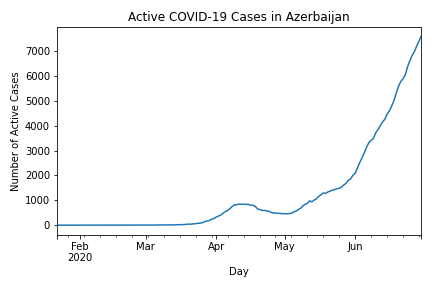 Active COVID-19 Cases in Azerbaijan
Number of Active Cases
7000
6000
5000
4000
3000
2000
1000
0
Feb Mar Apr May Jun
2020
Day